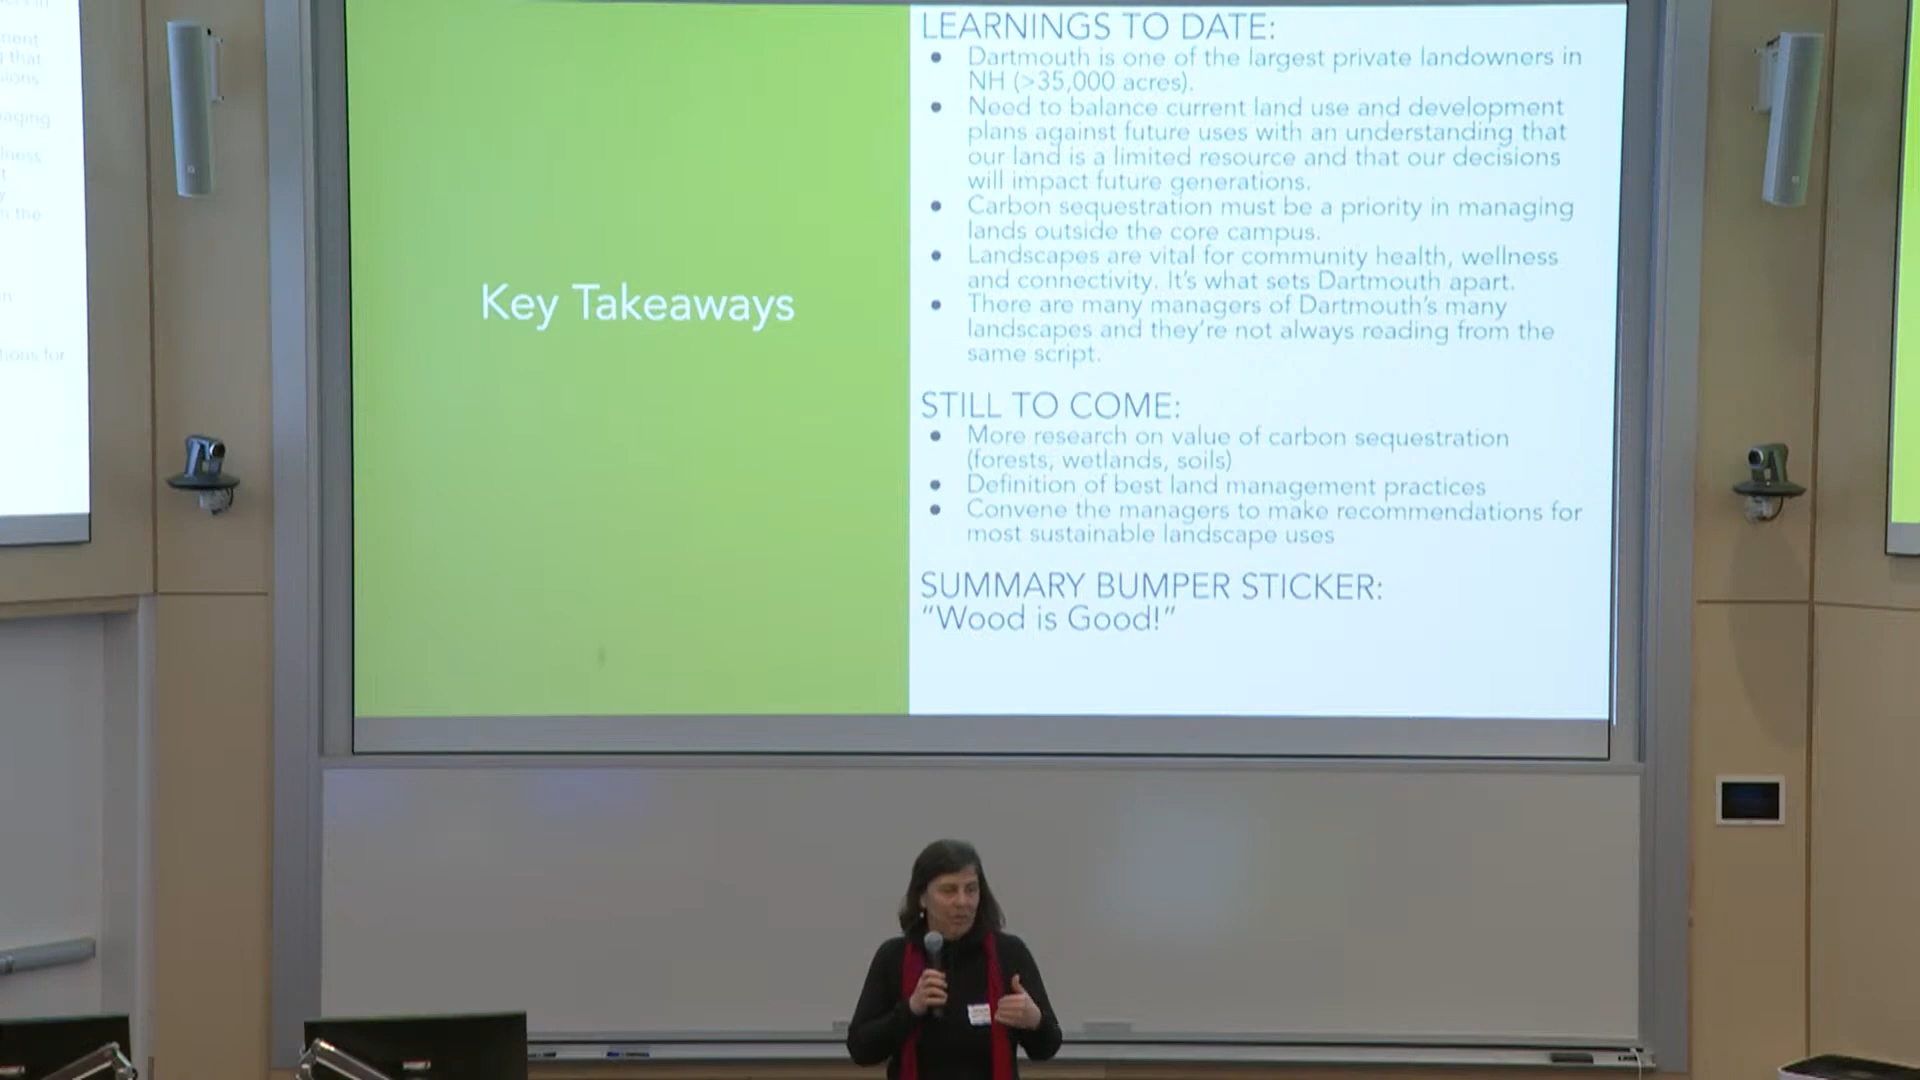 Key Takeaways
LEARNINGS TO DATE:
● Dartmouth is one of the largest private landowners in
NH (>35,000 acres).
● Need to balance current land use and development
plans against future uses with an understanding that
our land is a limited resource and that our decisions
will impact future generations.
● Carbon sequestration must be a priority in managing
lands outside the core campus.
● Landscapes are vital for community health, wellness
and connectivity. It's what sets Dartmouth apart.
● There are many managers of Dartmouth's many
landscapes and they're not always reading from the
same script.
STILL TO COME:
● More research on value of carbon sequestration
(forests, wetlands, soils)
● Definition of best land management practices
● Convene the managers to make recommendations for
most sustainable landscape uses
SUMMARY BUMPER STICKER:
“Wood is Good!”